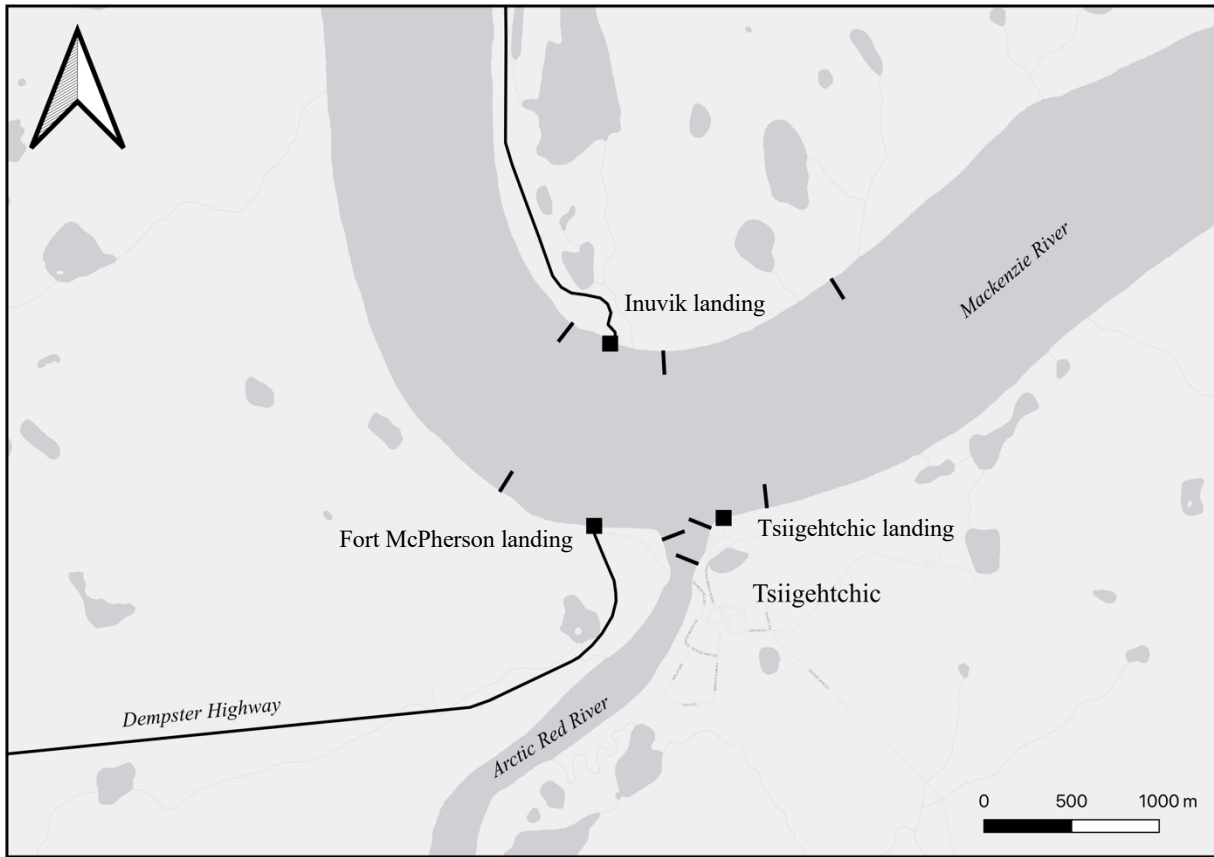 Mackenzie River
Inuvik landing
Fort McPherson landing
Tsiigehtchic landing
Tsiigehtchic
Dempster Highway
Arctic Red River
0 500 1000 m